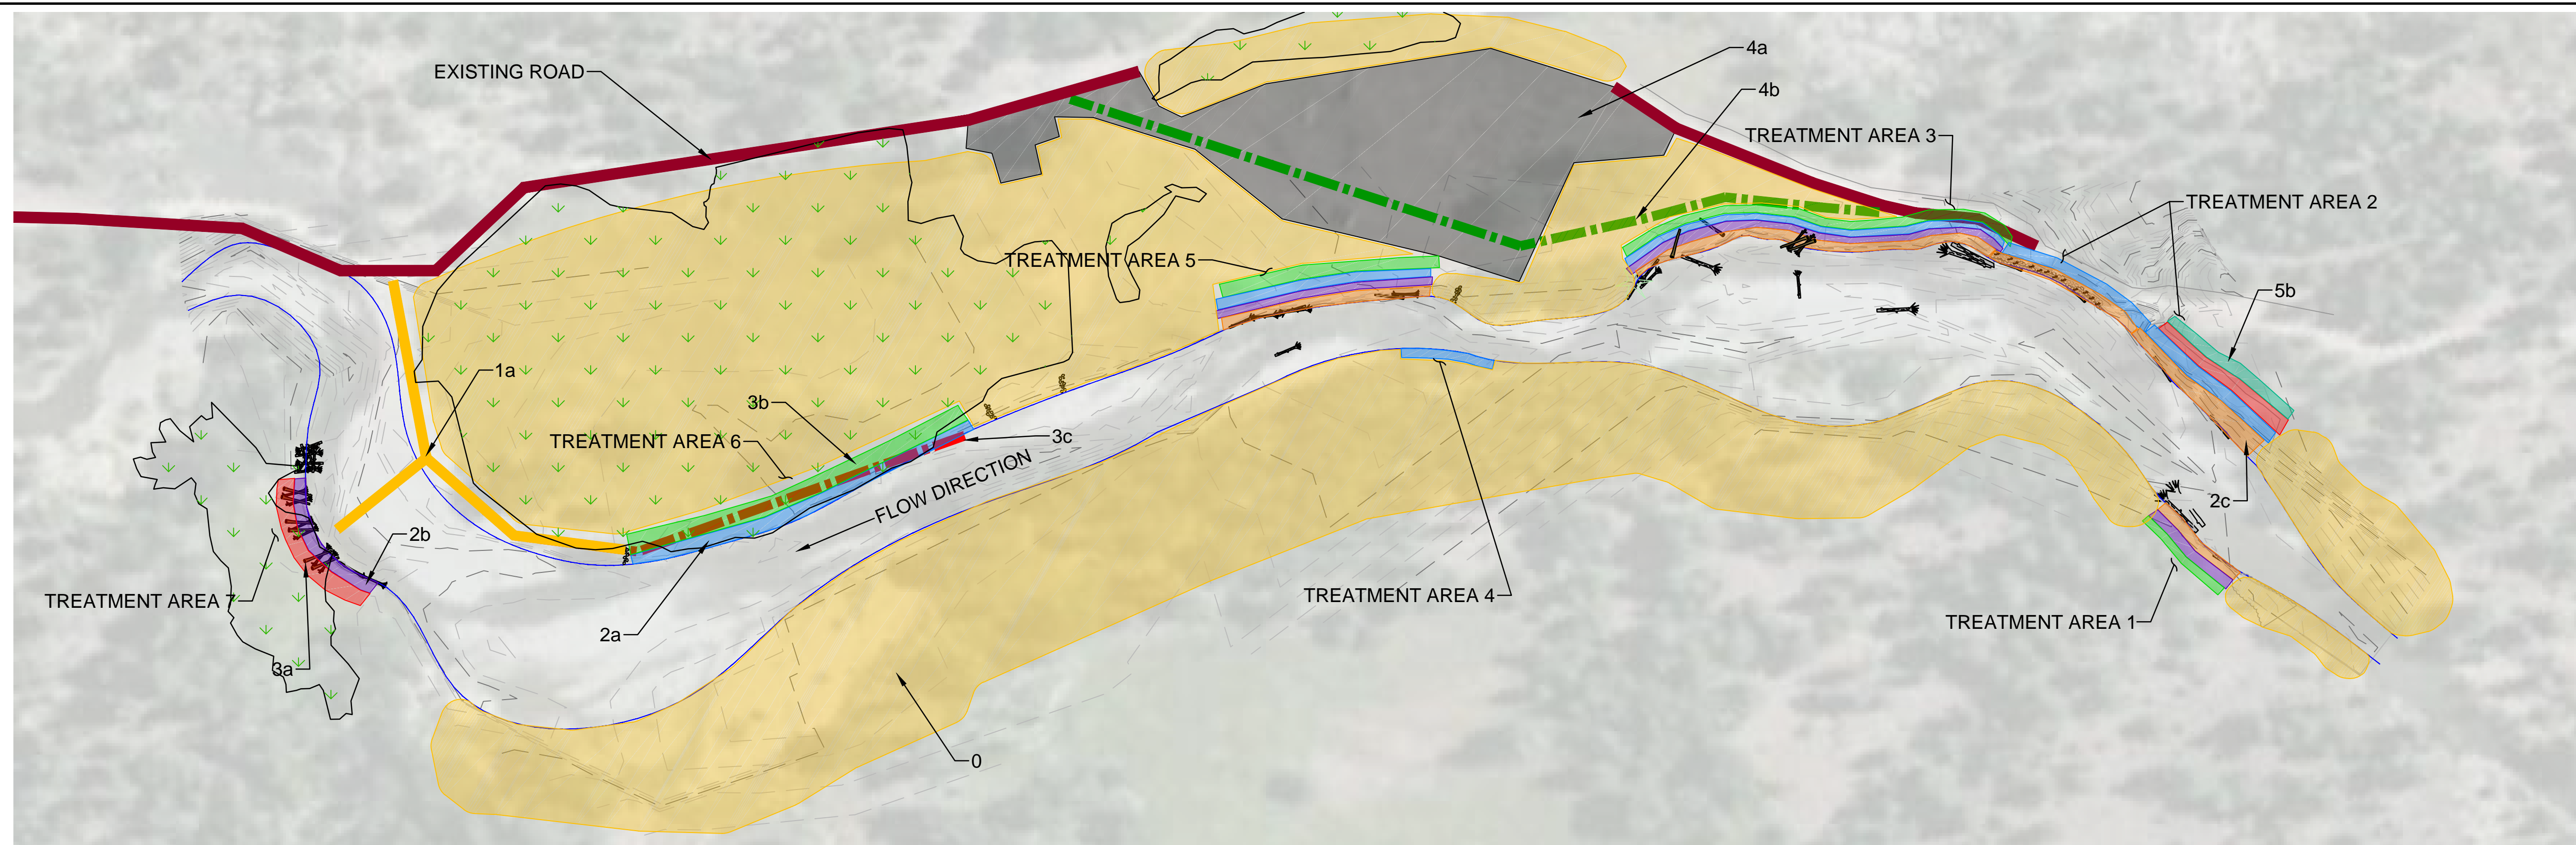 4a
EXISTING ROAD
4b
TREATMENT AREA 3
TREATMENT AREA 2
TREATMENT AREA 5
5b
1a
3b
TREATMENT AREA 6
3c
FLOW DIRECTION
2c
2b
TREATMENT AREA 4
TREATMENT AREA 7
TREATMENT AREA 1
2a
3a
0